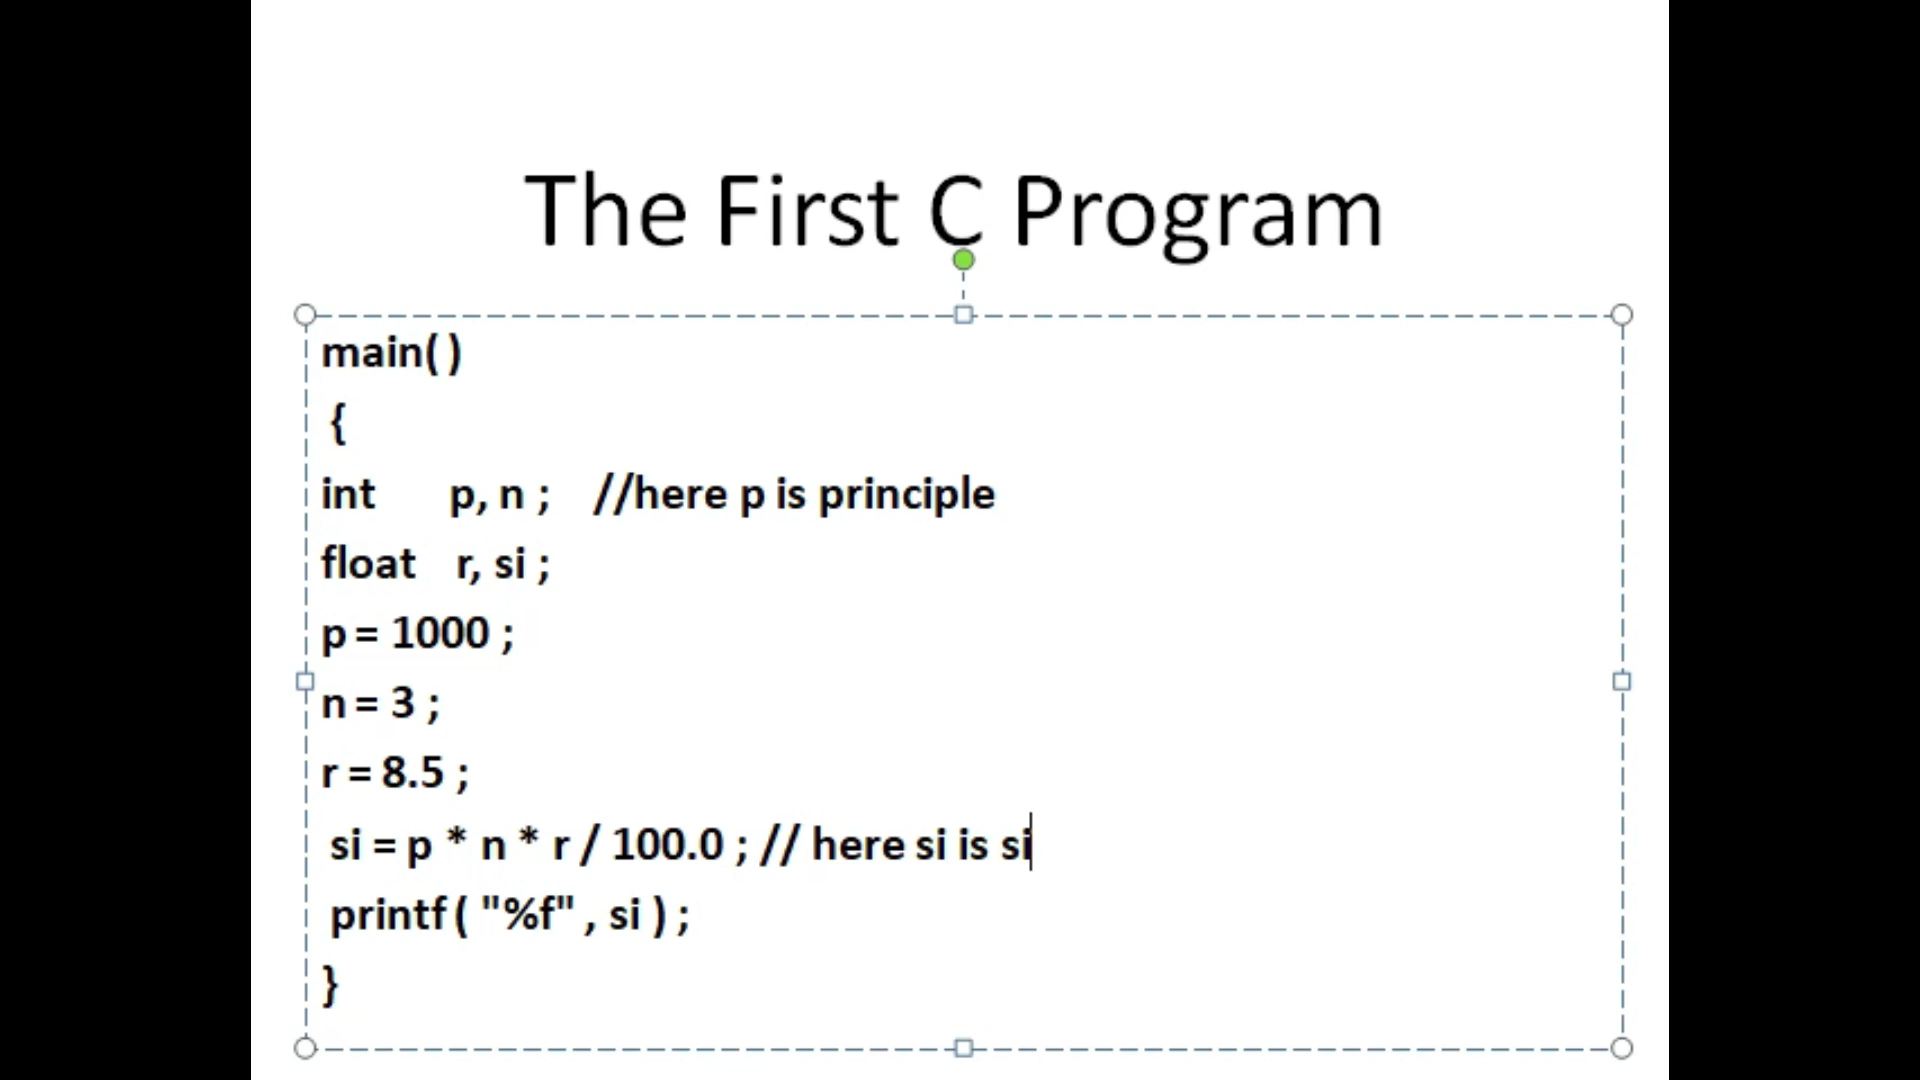 The First C Program
main( )
{
int p, n ; //here p is principle
float r, si ;
p = 1000 ;
n = 3 ;
r = 8.5 ;
si = p * n * r / 100.0 ; // here si is si
printf ( "%f" , si ) ;
}